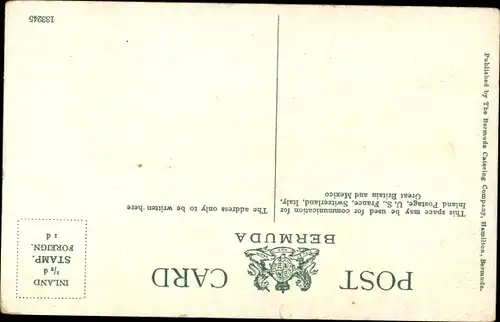 POST CARD
BERMUDA
This space may be used for communication for
Inland Postage, U. S., France, Switzerland, Italy,
Great Britain and Mexico
The address only to be written here
INLAND
½ d
STAMP.
FOREIGN.
1 d
Published by The Bermuda Catering Company, Hamilton, Bermuda.
133245